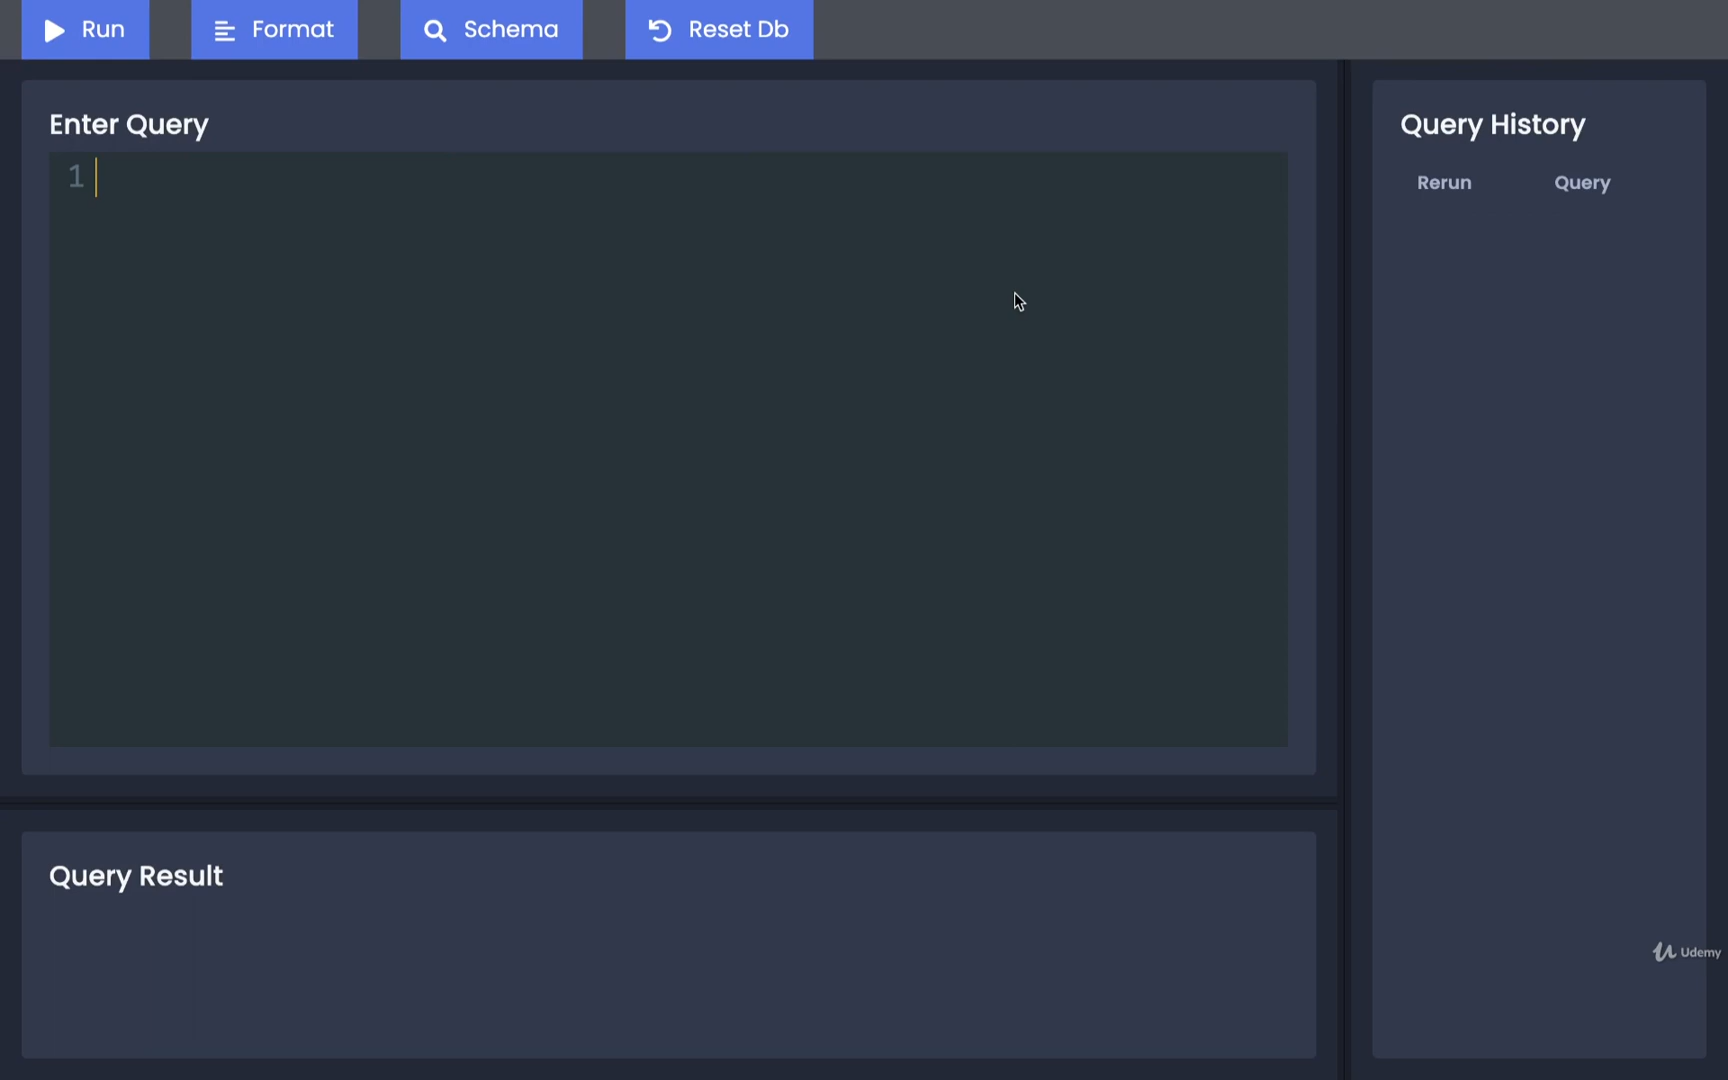 Run Format Schema Reset Db
Enter Query
1
Query History
Rerun Query
Query Result
Udemy